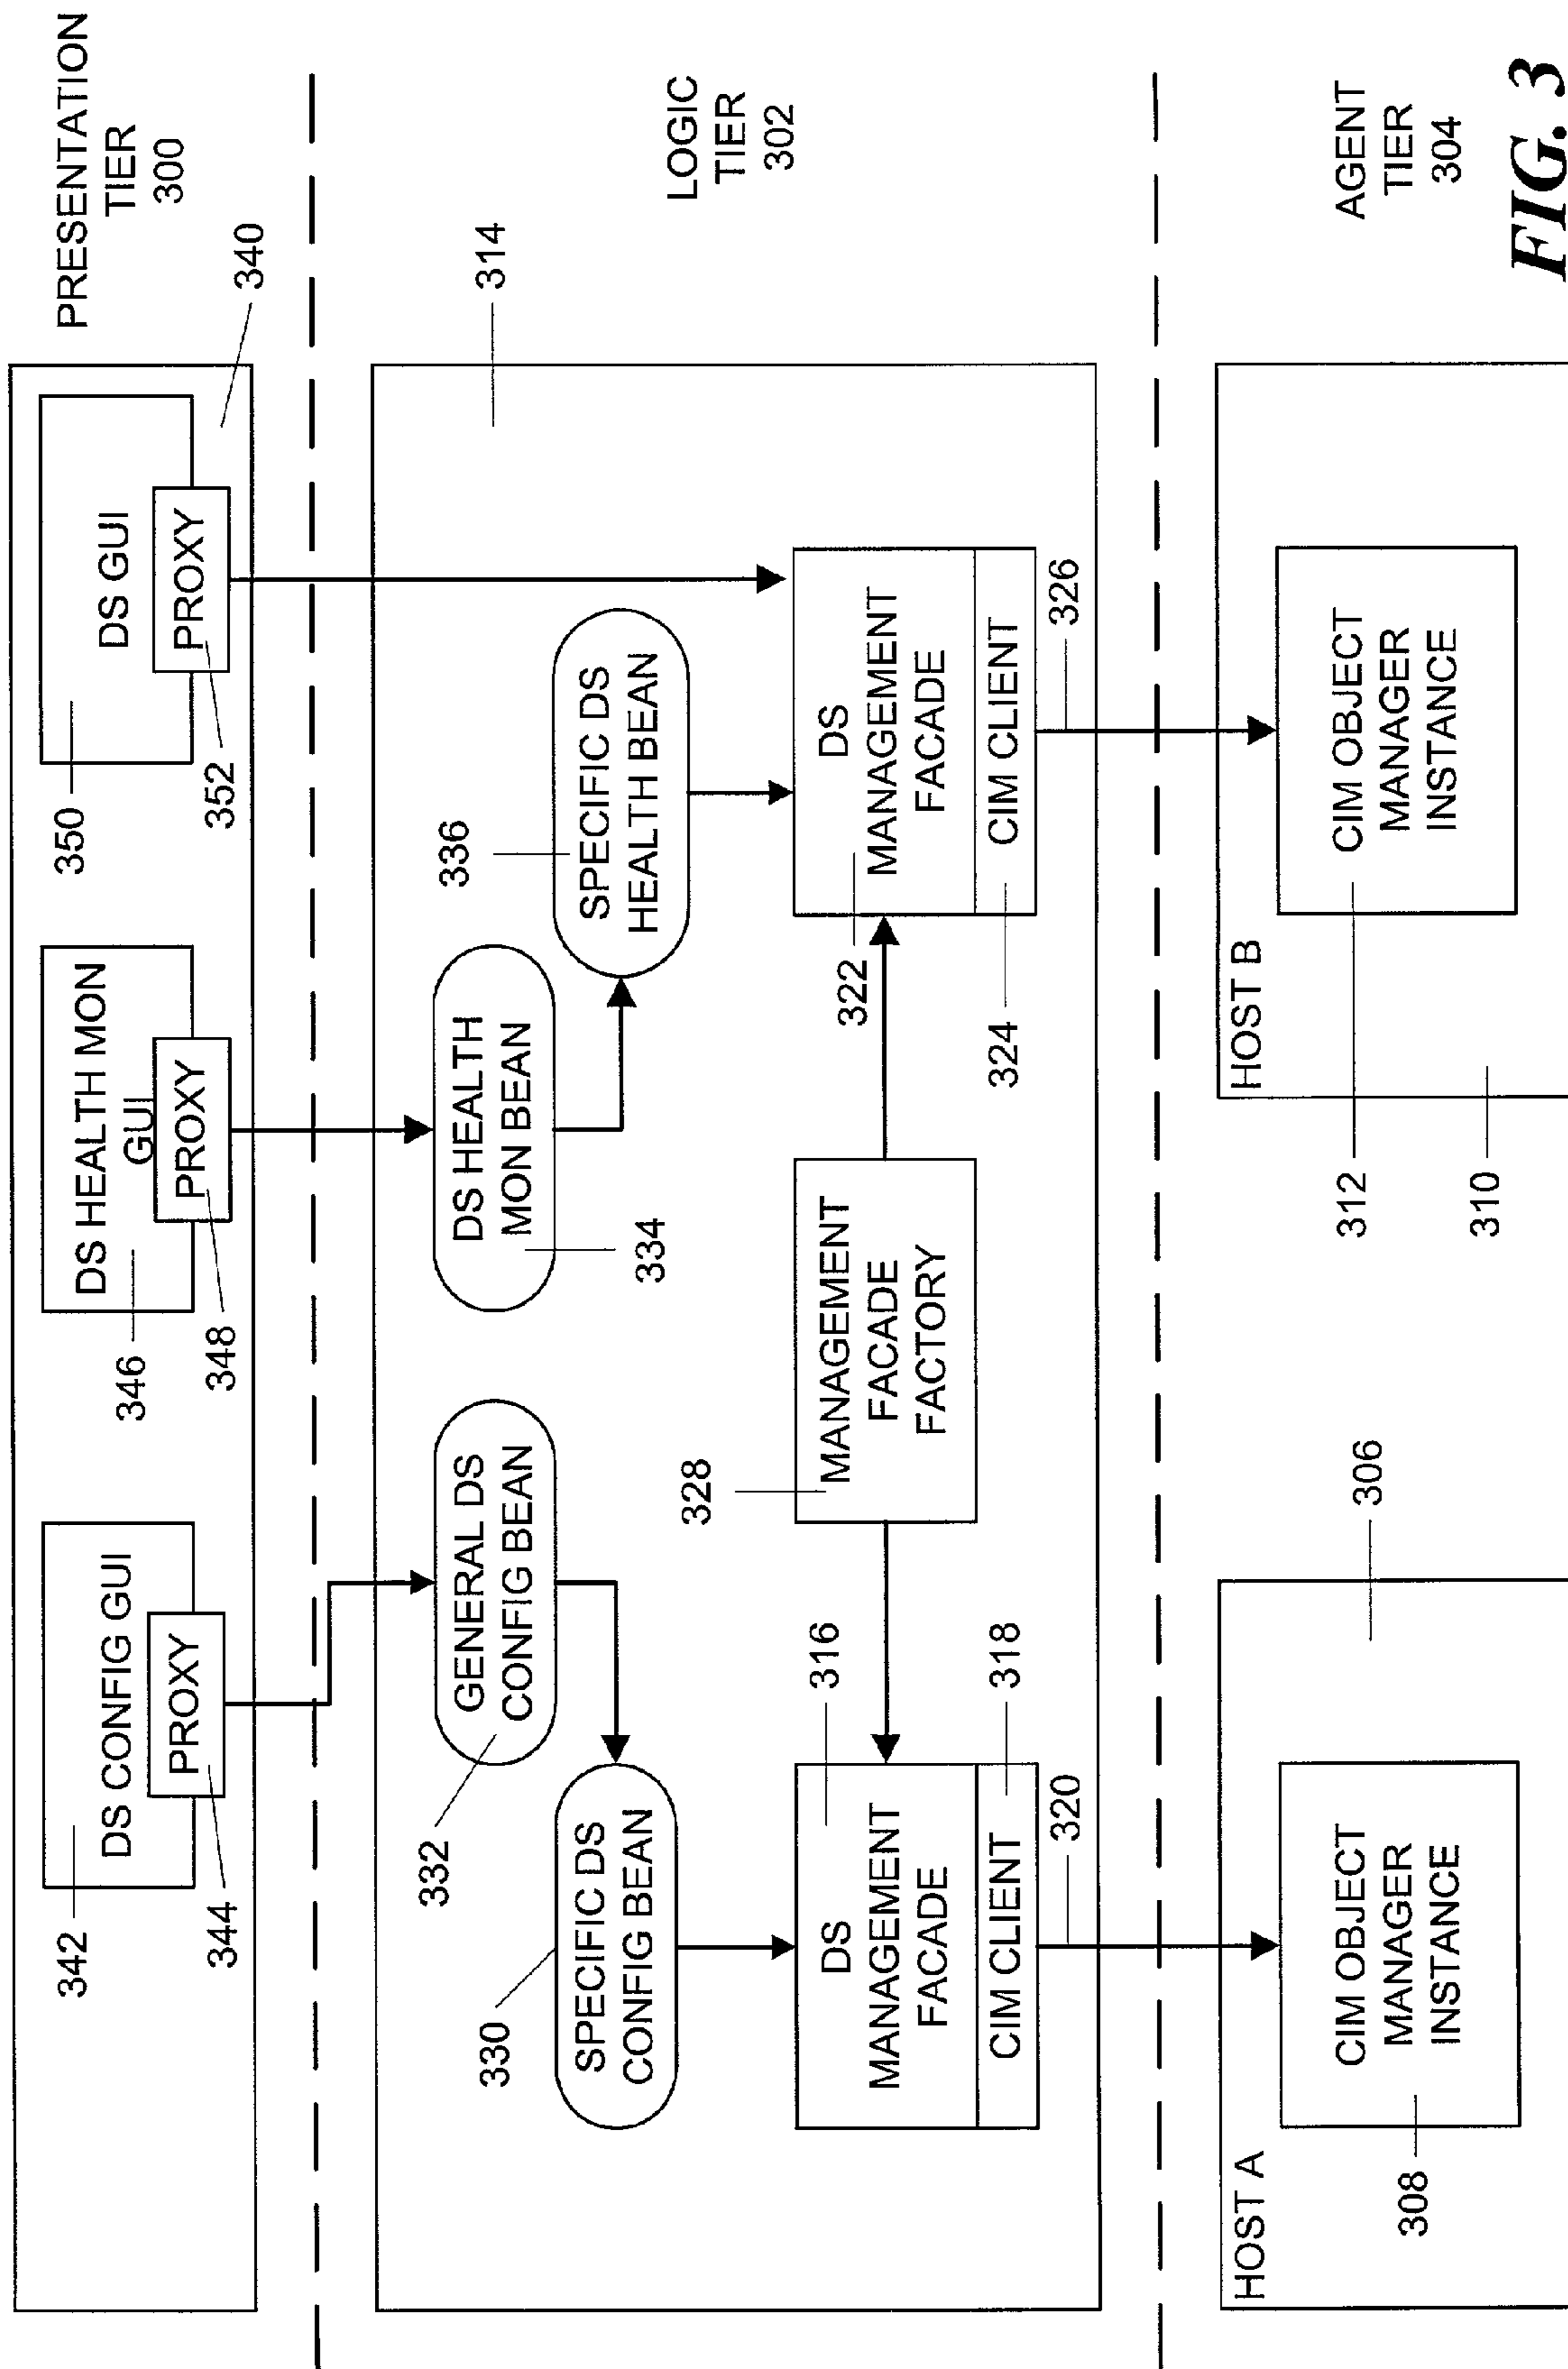 PRESENTATION
TIER
300
342
DS CONFIG GUI
PROXY
344
346
DS HEALTH MON
GUI
PROXY
348
350
DS GUI
PROXY
352
340
LOGIC
TIER
302
314
332
GENERAL DS
CONFIG BEAN
330
SPECIFIC DS
CONFIG BEAN
DS HEALTH
MON BEAN
334
336
SPECIFIC DS
HEALTH BEAN
DS
MANAGEMENT
FACADE
316
CIM CLIENT
318
320
328
MANAGEMENT
FACADE
FACTORY
322
DS
MANAGEMENT
FACADE
324
CIM CLIENT
326
AGENT
TIER
304
HOST A
306
308
CIM OBJECT
MANAGER
INSTANCE
HOST B
312
310
CIM OBJECT
MANAGER
INSTANCE
FIG. 3